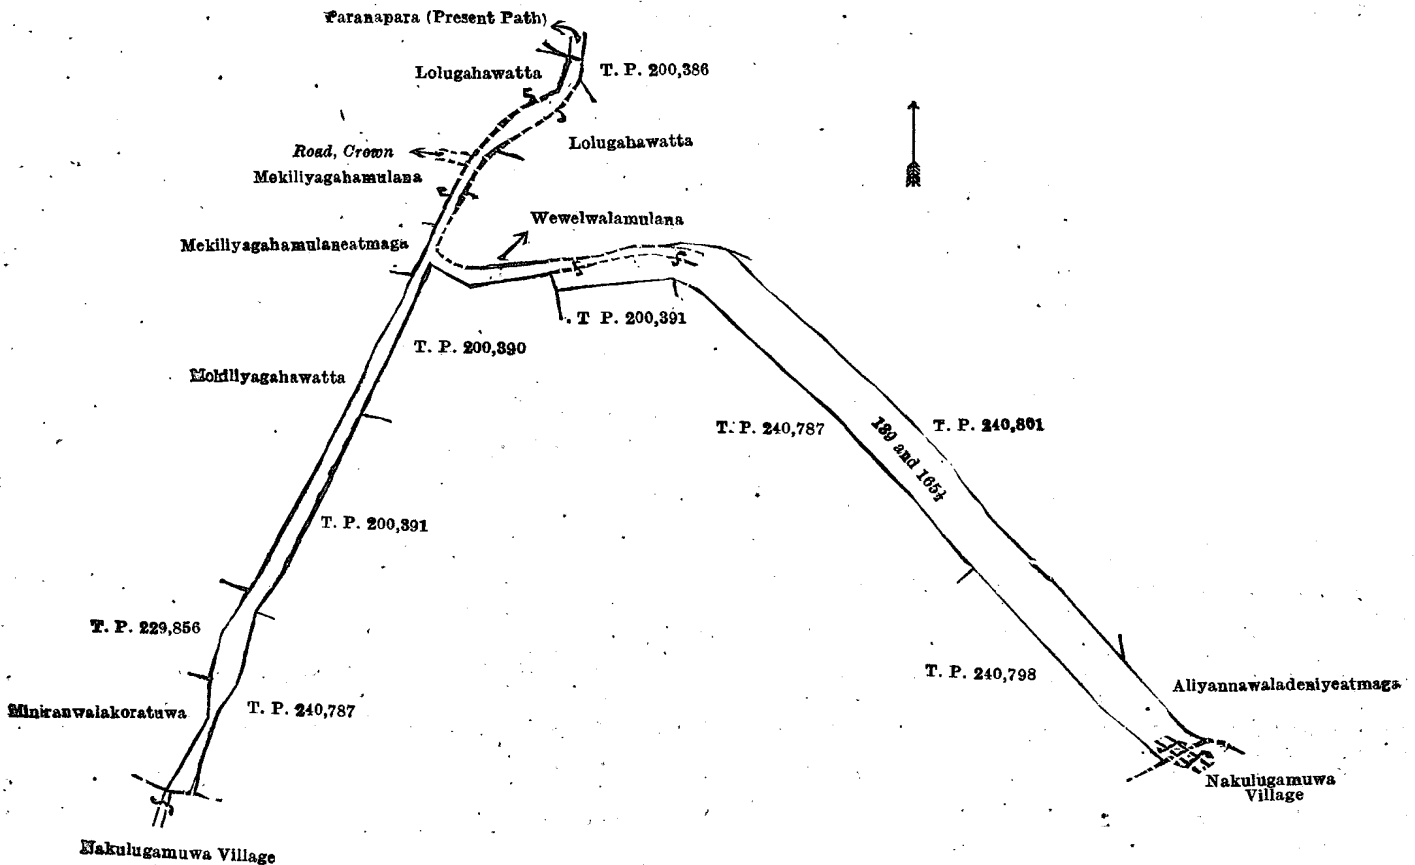 Paranapara (Present Path)
Lolugahawatta
T. P. 200,386
Lolugahawatta
Road, Crown
Mekiliyagahamulana
Wewelwalamulana
Mekiliyagahamulaneatmaga
T. P. 200,391
T. P. 200,390
Mekiliyagahawatta
T. P. 240,787
189 and 165½
T. P. 240,801
T. P. 200,391
T. P. 229,856
T. P. 240,798
Aliyannawaladeniyeatmaga
Miniranwalakoratuwa
T. P. 240,787
Nakulugamuwa
Village
Nakulugamuwa Village